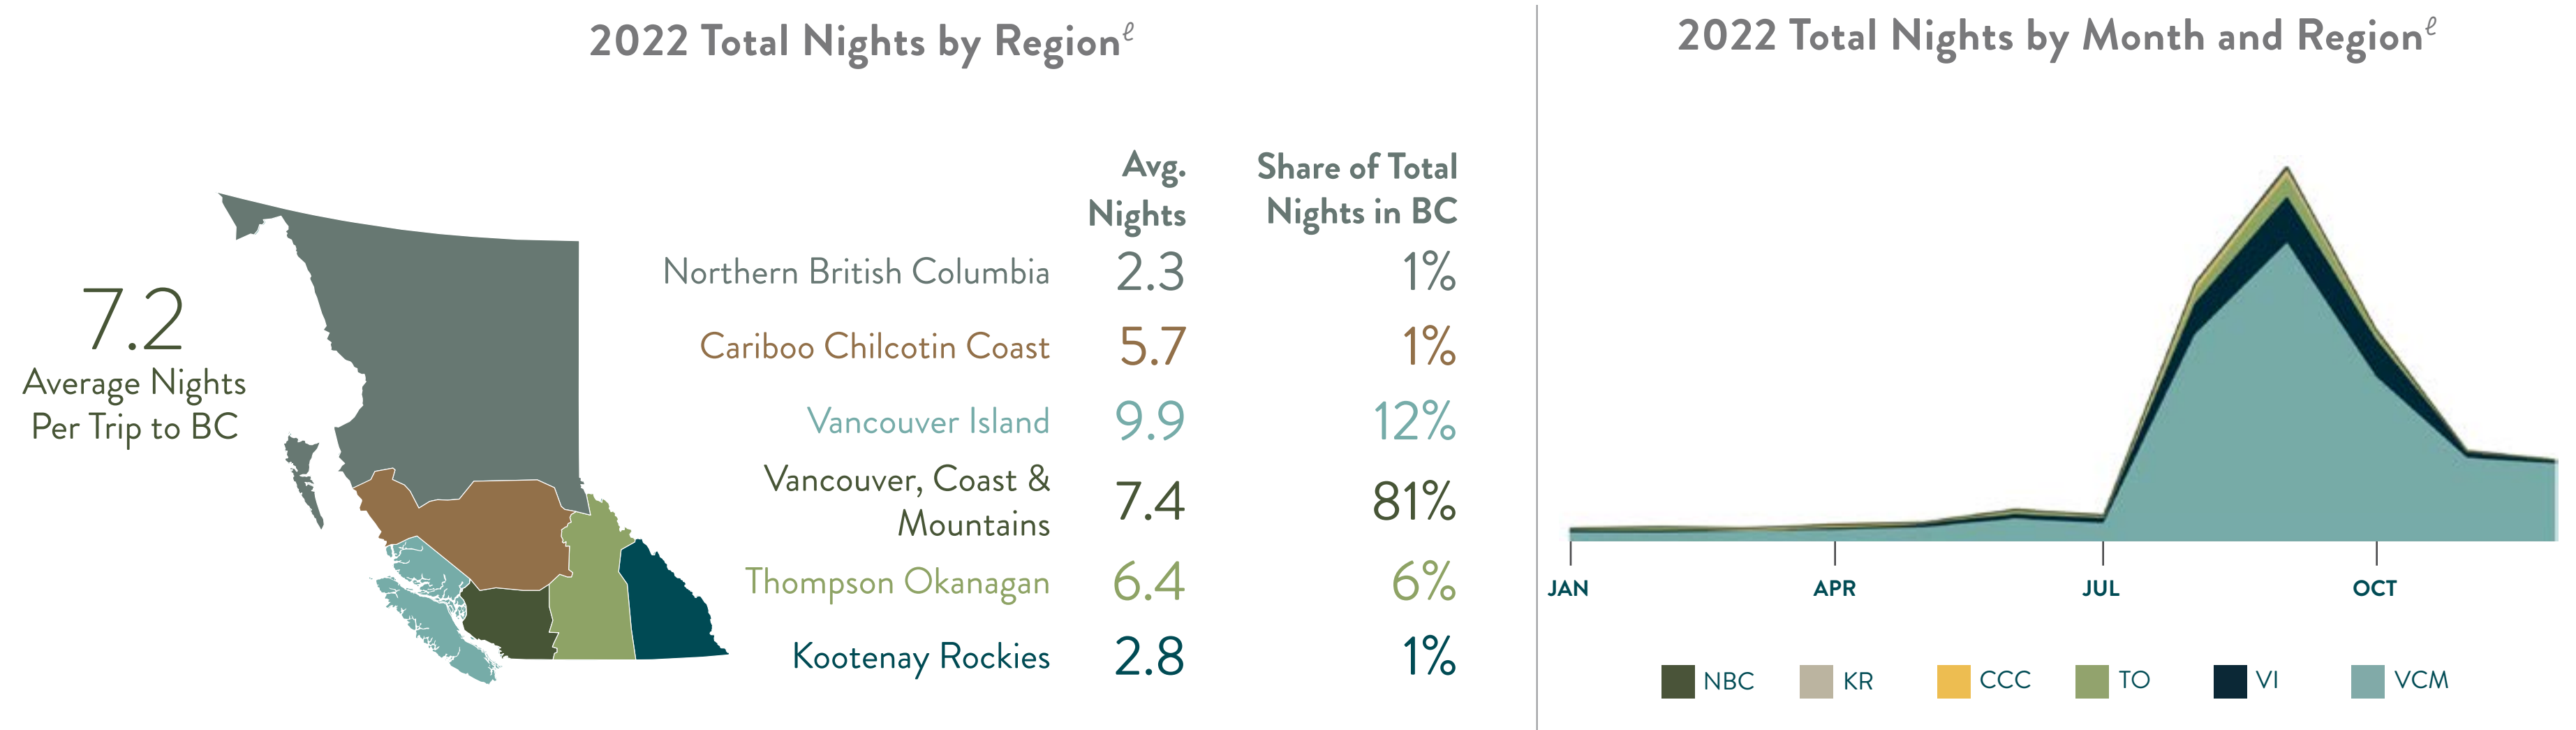 2022 Total Nights by Regionℓ
7.2
Average Nights
Per Trip to BC
Avg.
Nights
Share of Total
Nights in BC
Northern British Columbia 2.3 1%
Cariboo Chilcotin Coast 5.7 1%
Vancouver Island 9.9 12%
Vancouver, Coast &
Mountains 7.4 81%
Thompson Okanagan 6.4 6%
Kootenay Rockies 2.8 1%
2022 Total Nights by Month and Regionℓ
JAN APR JUL OCT
NBC KR CCC TO VI VCM